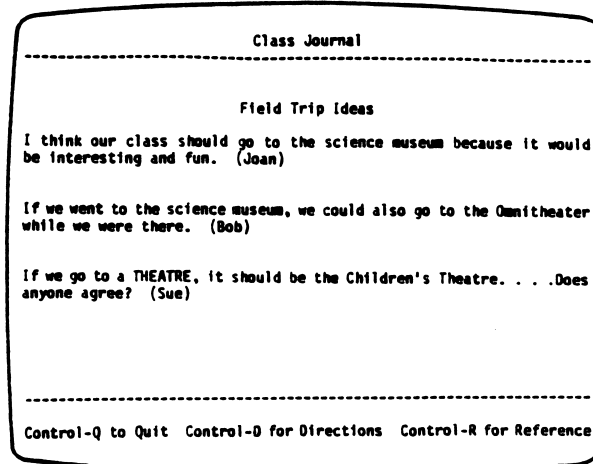 Class Journal
Field Trip Ideas
I think our class should go to the science museum because it would
be interesting and fun. (Joan)
If we went to the science museum, we could also go to the Omnitheater
while we were there. (Bob)
If we go to a THEATRE, it should be the Children's Theatre. . . .Does
anyone agree? (Sue)
Control-Q to Quit Control-D for Directions Control-R for Reference